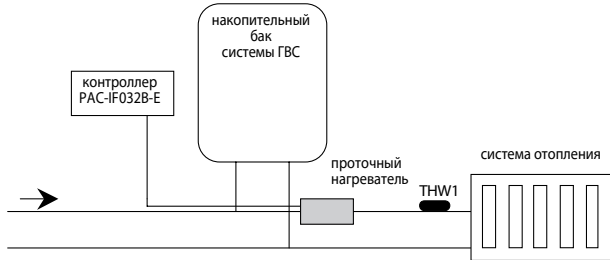 накопительный
бак
системы ГВС
контроллер
PAC-IF032B-E
проточный
нагреватель
THW1
система отопления